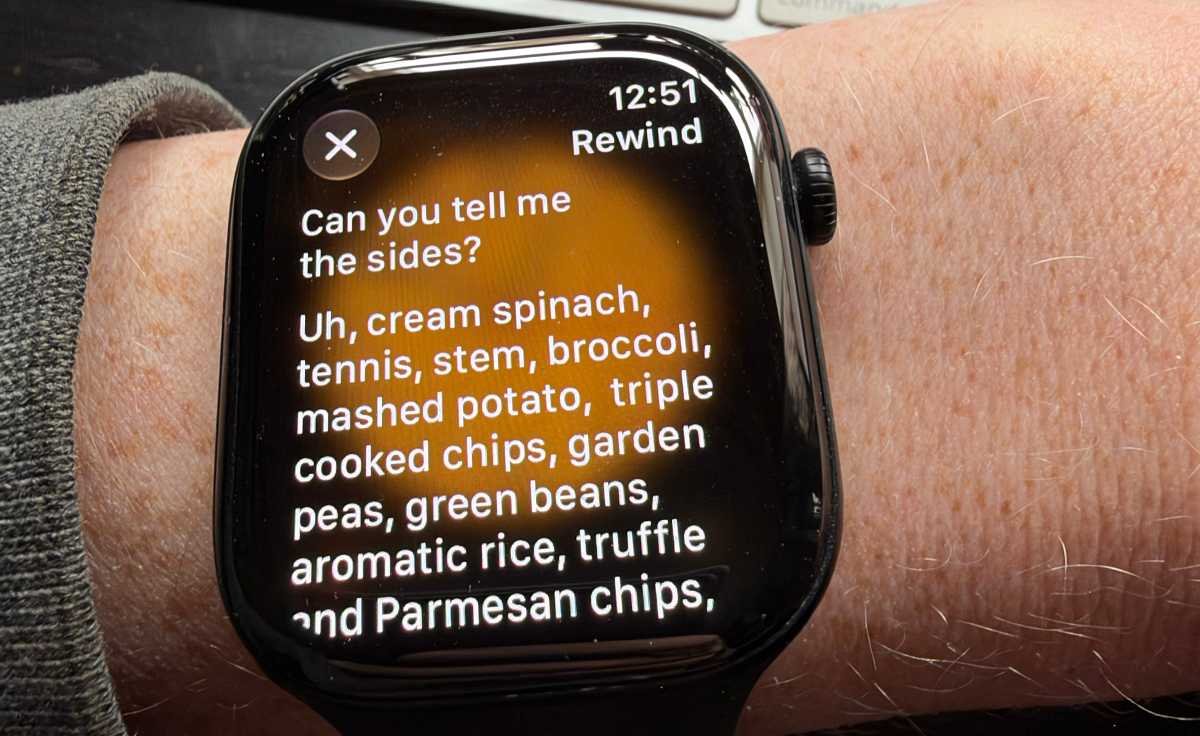 command
12:51
Rewind
Can you tell me
the sides?
Uh, cream spinach,
tennis, stem, broccoli,
mashed potato, triple
cooked chips, garden
peas, green beans,
aromatic rice, truffle
and Parmesan chips,